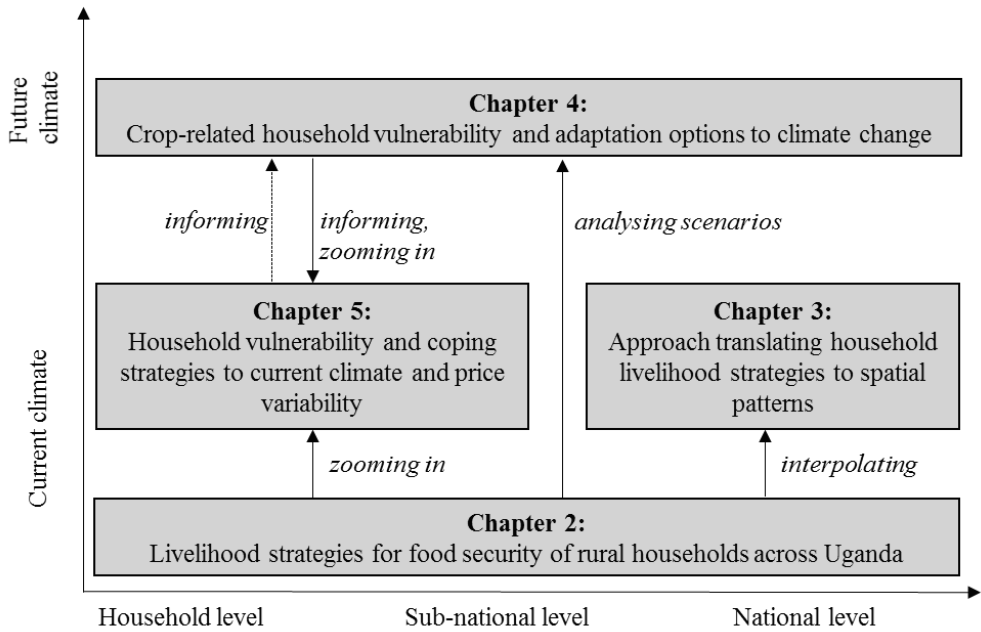 Future
climate
Chapter 4:
Crop-related household vulnerability and adaptation options to climate change
informing
informing,
zooming in
analysing scenarios
Current climate
Chapter 5:
Household vulnerability and coping
strategies to current climate and price
variability
Chapter 3:
Approach translating household
livelihood strategies to spatial
patterns
zooming in
interpolating
Chapter 2:
Livelihood strategies for food security of rural households across Uganda
Household level
Sub-national level
National level